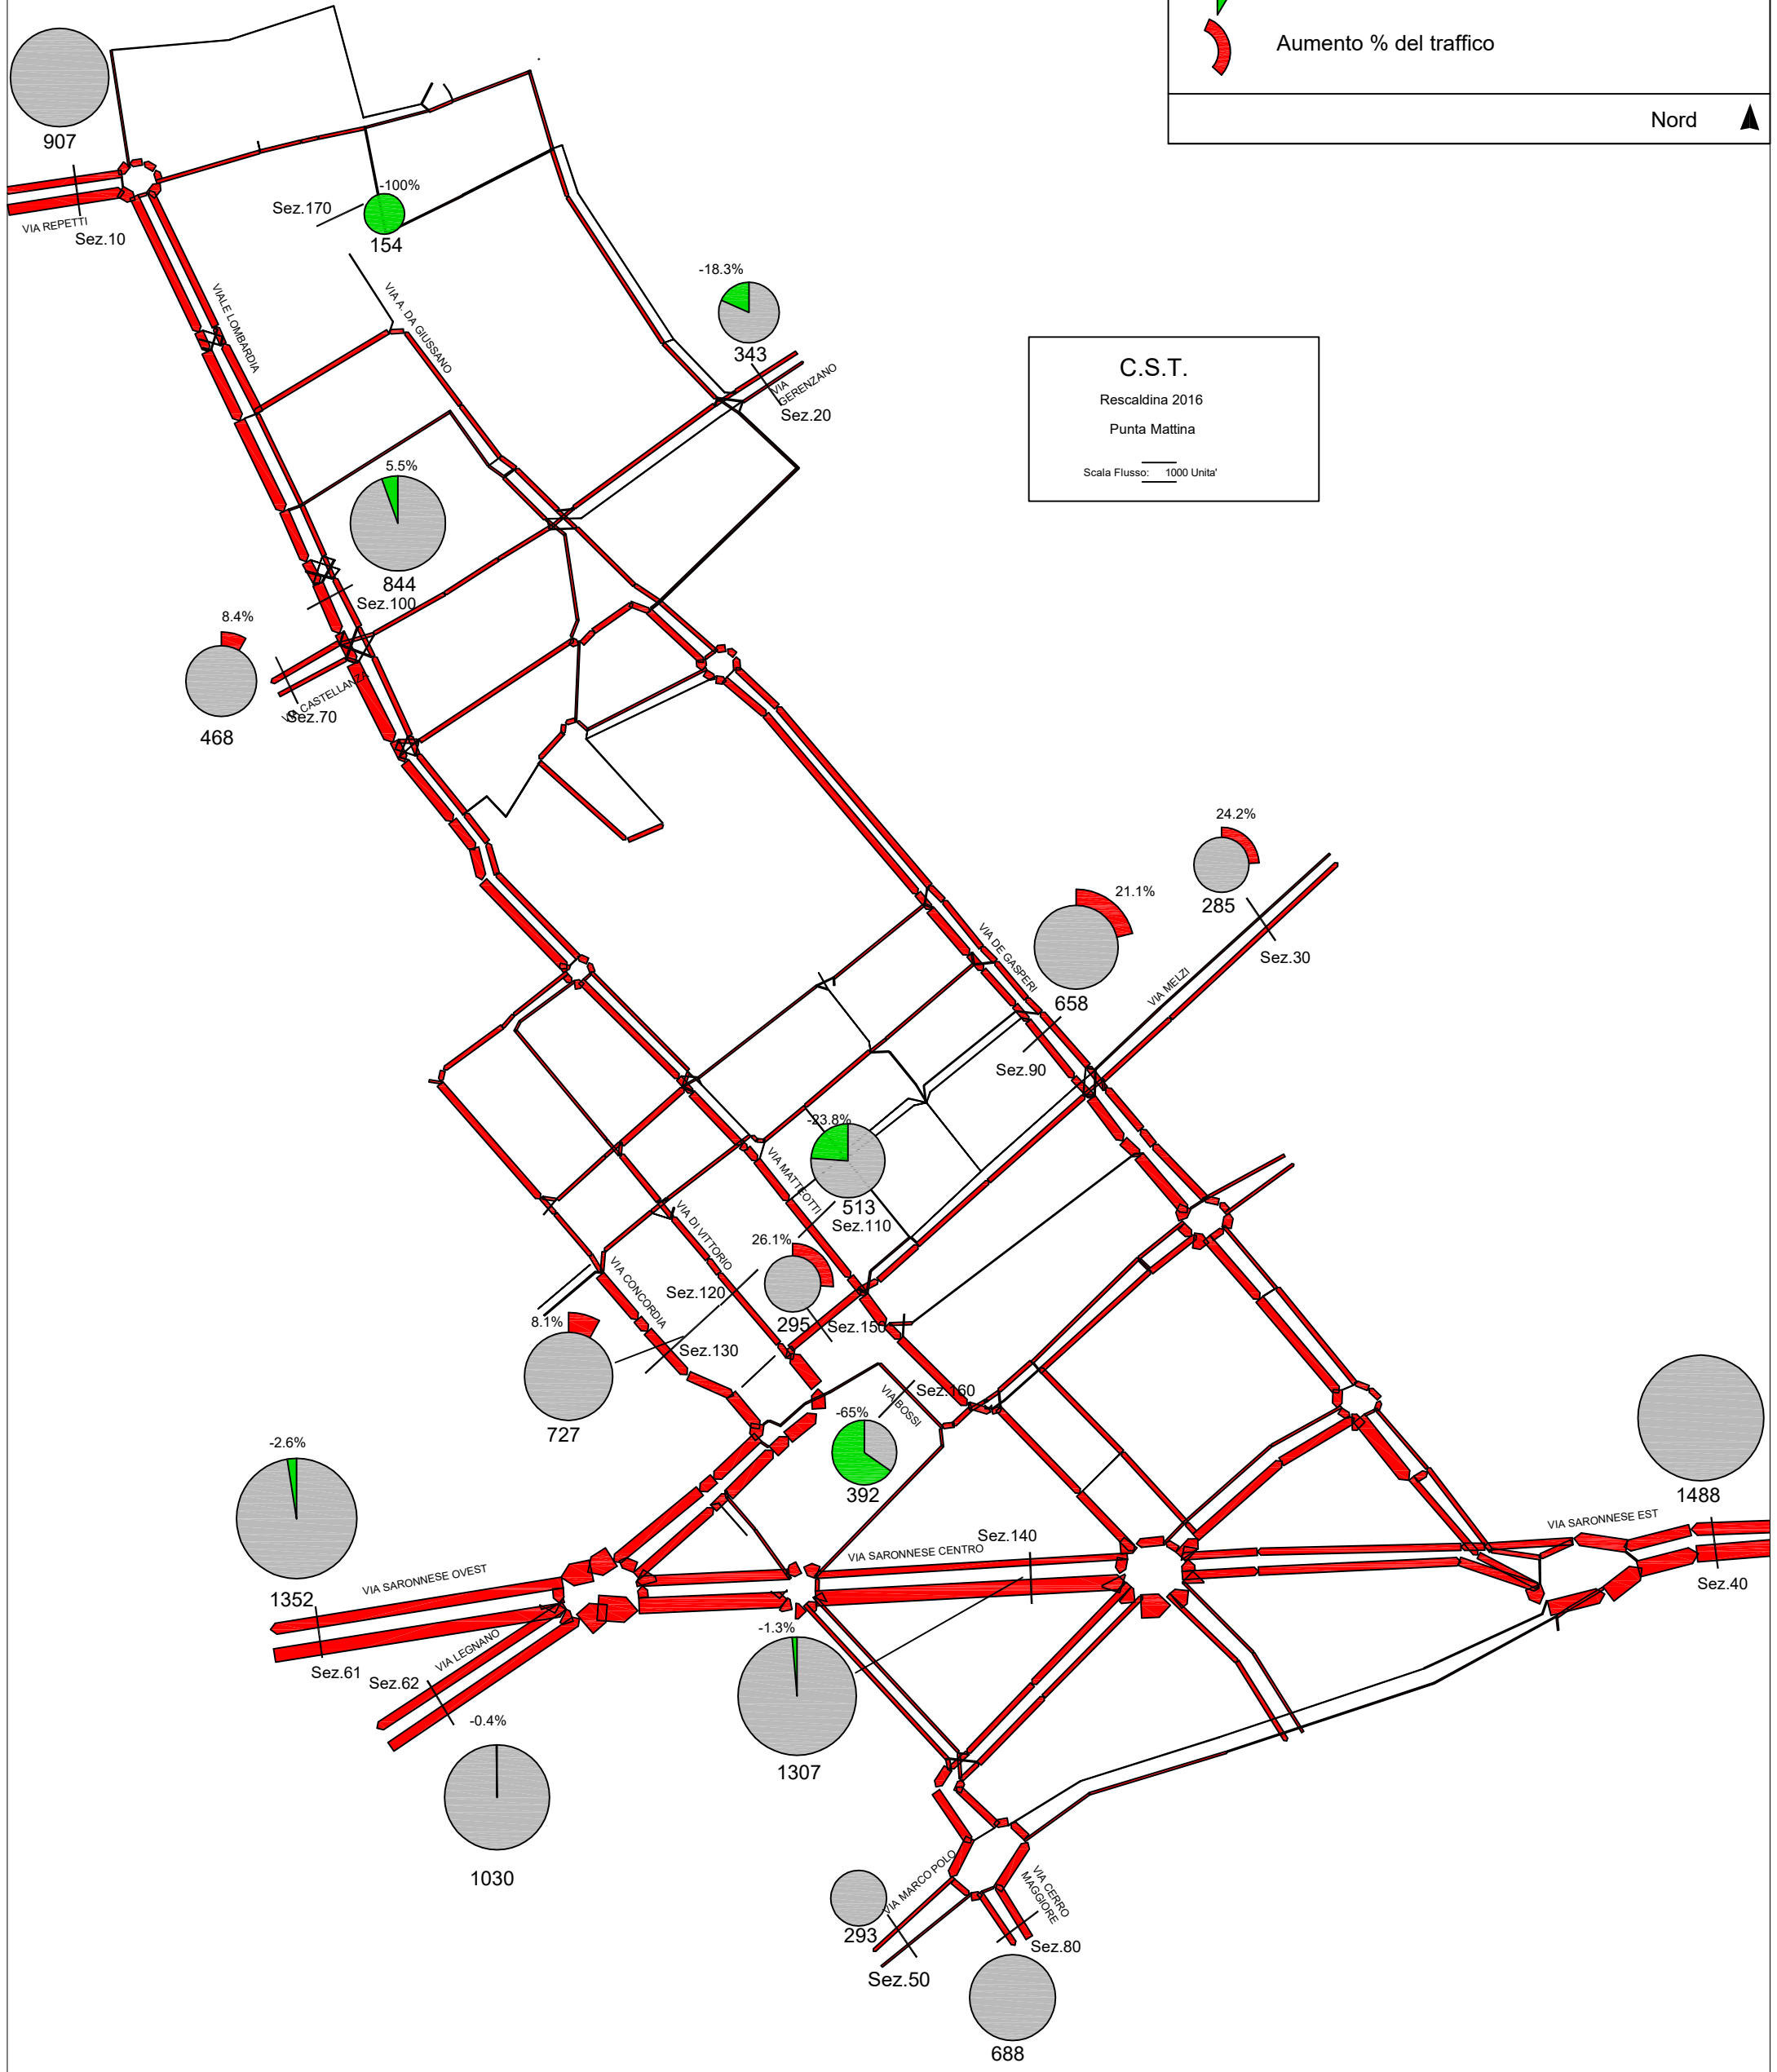 Aumento % del traffico
Nord
907
VIA REPETTI
Sez.10
-100%
Sez.170
154
VIALE LOMBARDIA
VIA A. DA GIUSSANO
-18.3%
343
VIA
GERENZANO
Sez.20
C.S.T.
Rescaldina 2016
Punta Mattina
Scala Flusso: 1000 Unita'
5.5%
844
Sez.100
8.4%
468
VIA CASTELLANZA
Sez.70
24.2%
285
Sez.30
21.1%
658
VIA DE GASPERI
VIA MELZI
Sez.90
-23.8%
513
VIA MATTEOTTI
Sez.110
VIA DI VITTORIO
26.1%
295
Sez.120
Sez.150
VIA CONCORDIA
8.1%
727
Sez.130
VIA BOSSI
Sez.160
-65%
392
-2.6%
1352
1488
VIA SARONNESE EST
Sez.40
Sez.140
VIA SARONNESE CENTRO
VIA SARONNESE OVEST
Sez.61
Sez.62
VIA LEGNANO
-0.4%
1030
-1.3%
1307
VIA MARCO POLO
293
Sez.50
VIA CERRO
MAGGIORE
Sez.80
688